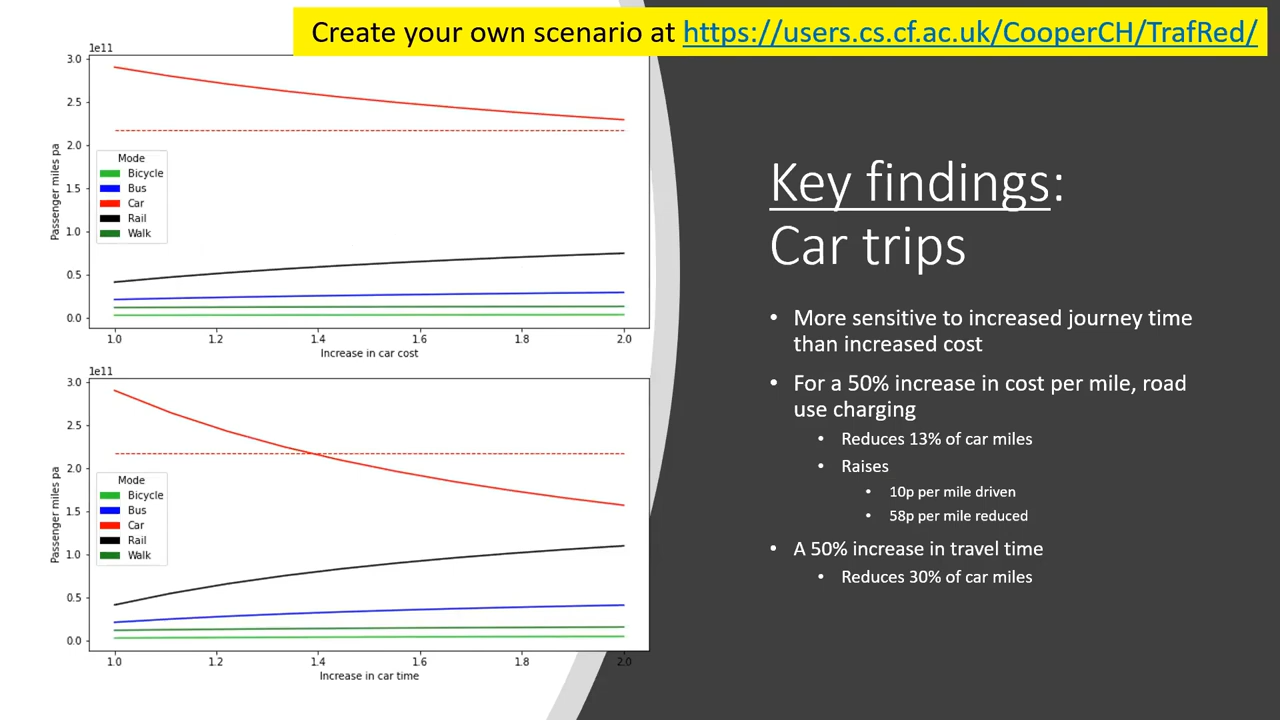 Create your own scenario at https://users.cs.cf.ac.uk/CooperCH/TrafRed/
1e11
3.0
2.5
2.0
1.5
1.0
0.5
0.0
Passenger miles pa
Mode
Bicycle
Bus
Car
Rail
Walk
1.0 1.2 1.4 1.6 1.8 2.0
Increase in car cost
1e11
3.0
2.5
2.0
1.5
1.0
0.5
0.0
Passenger miles pa
Mode
Bicycle
Bus
Car
Rail
Walk
1.0 1.2 1.4 1.6 1.8 2.0
Increase in car time
Key findings:
Car trips
• More sensitive to increased journey time
than increased cost
• For a 50% increase in cost per mile, road
use charging
• Reduces 13% of car miles
• Raises
• 10p per mile driven
• 58p per mile reduced
• A 50% increase in travel time
• Reduces 30% of car miles